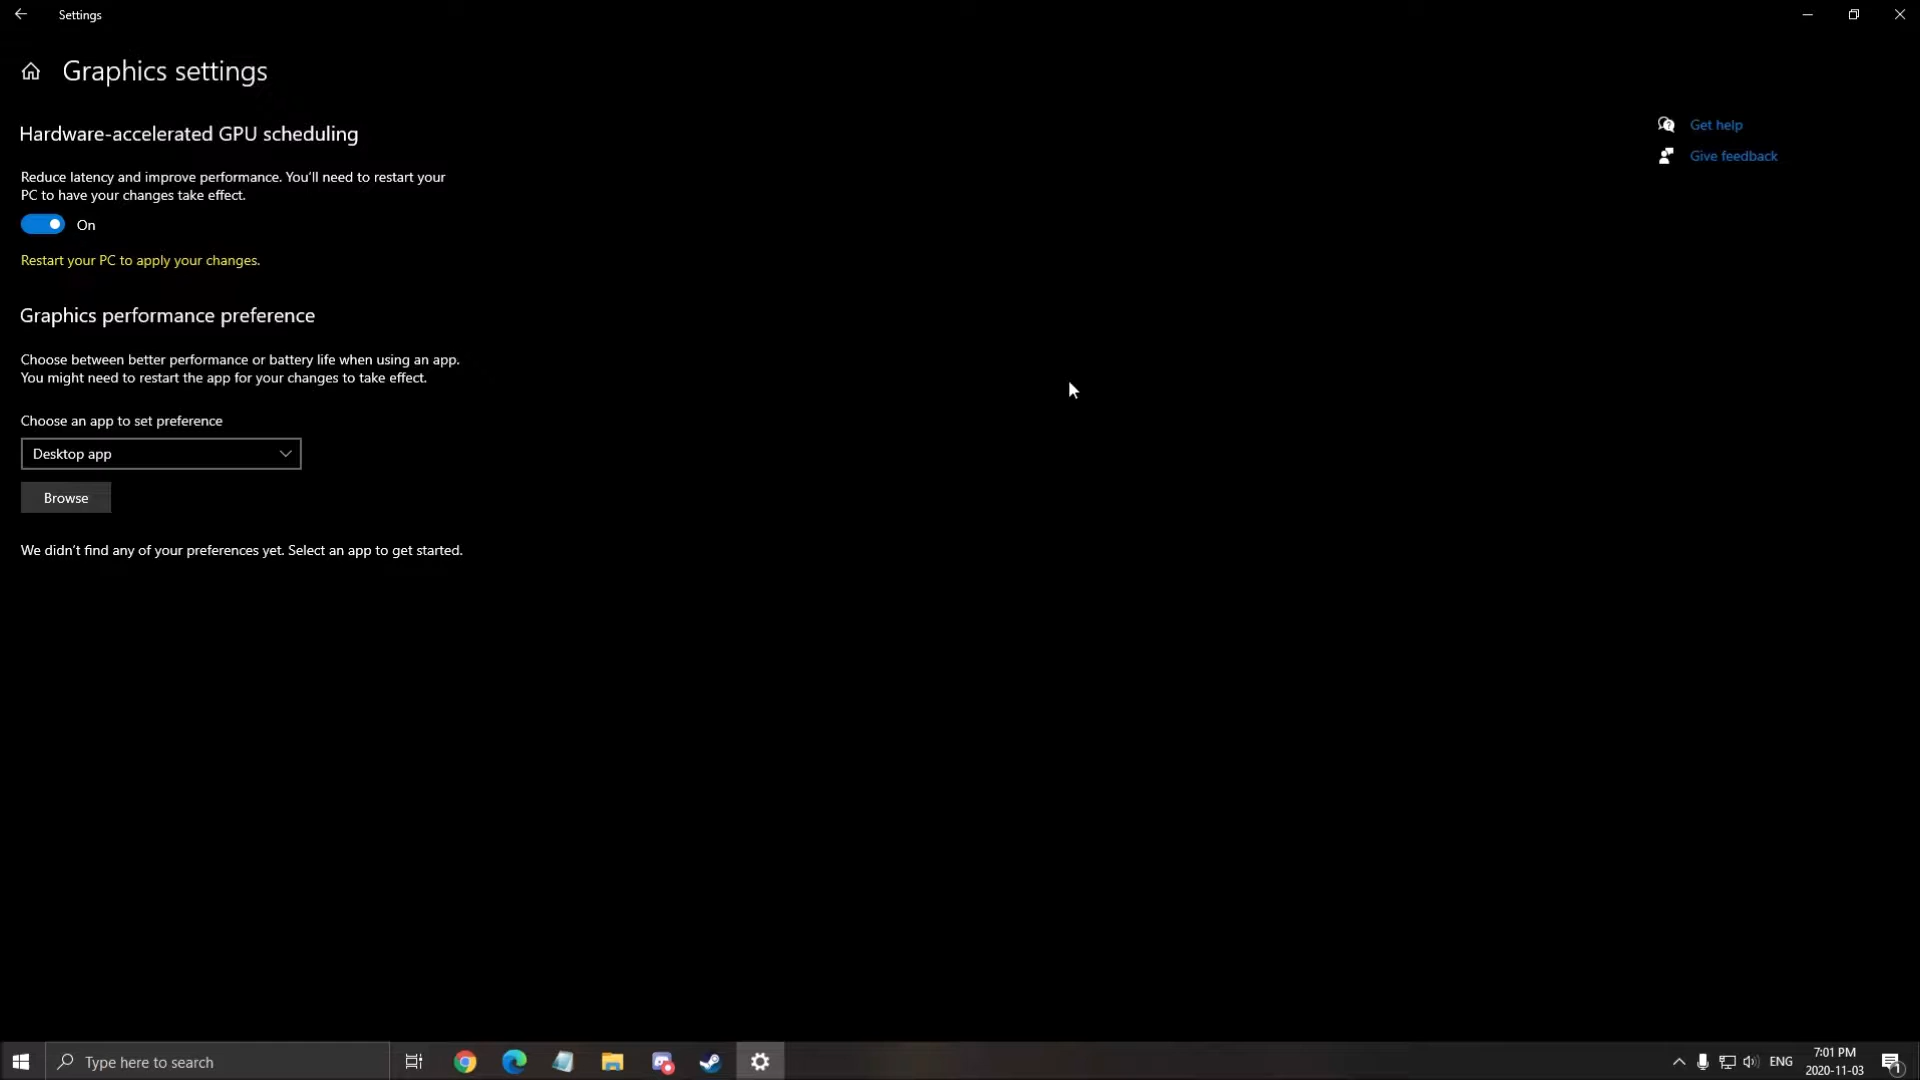 Settings
Graphics settings
Hardware-accelerated GPU scheduling
Reduce latency and improve performance. You'll need to restart your
PC to have your changes take effect.
On
Restart your PC to apply your changes.
Graphics performance preference
Choose between better performance or battery life when using an app.
You might need to restart the app for your changes to take effect.
Choose an app to set preference
Desktop app
Browse
We didn't find any of your preferences yet. Select an app to get started.
Get help
Give feedback
Type here to search
ENG
7:01 PM
2020-11-03
1